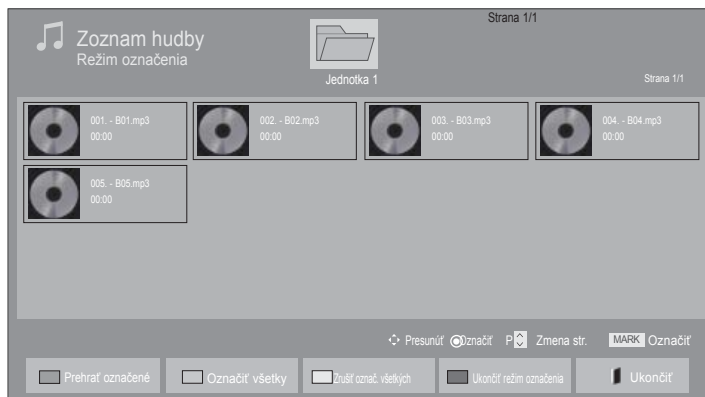 Strana 1/1
Zoznam hudby
Režim označenia
Jednotka 1
Strana 1/1
001. - B01.mp3
00:00
002. - B02.mp3
00:00
003. - B03.mp3
00:00
004. - B04.mp3
00:00
005. - B05.mp3
00:00
Presunúť Označiť P Zmena str. MARK Označiť
Prehrať označené Označiť všetky Zrušiť označ. všetkých Ukončiť režim označenia Ukončiť